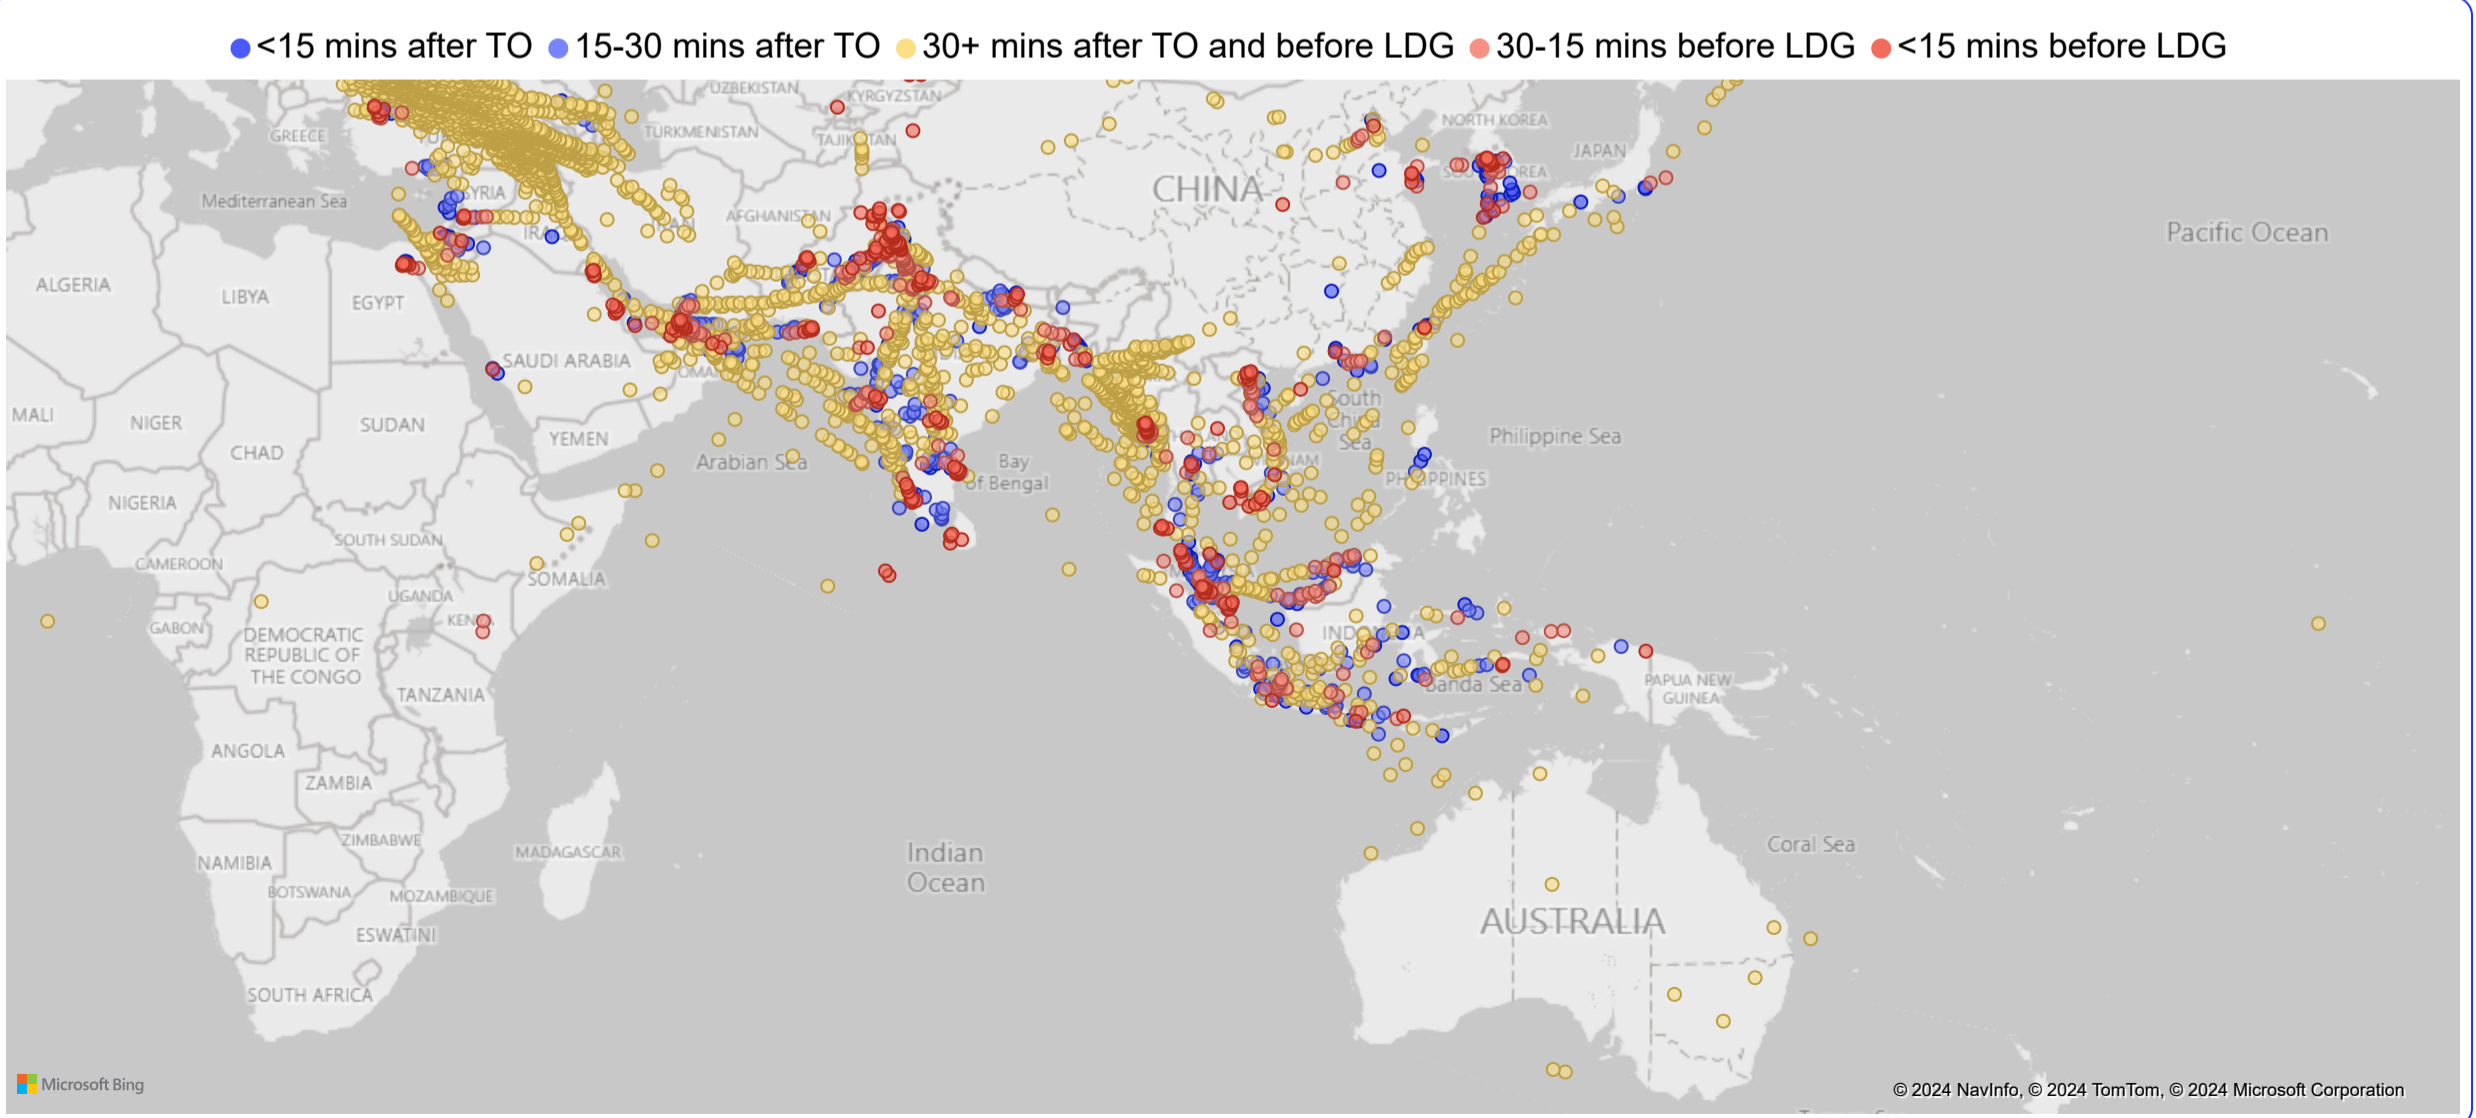 <15 mins after TO 15-30 mins after TO 30+ mins after TO and before LDG 30-15 mins before LDG <15 mins before LDG
UZBEKISTAN
KYRGYZSTAN
GREECE
TURKMENISTAN
NORTH KOREA
JAPAN
CHINA
Mediterranean Sea
SYRIA
AFGHANISTAN
Pacific Ocean
ALGERIA
LIBYA
EGYPT
SAUDI ARABIA
MALI
NIGER
CHAD
SUDAN
YEMEN
Arabian Sea
Bay
of Bengal
South
China
Sea
Philippine Sea
PHILIPPINES
NIGERIA
SOUTH SUDAN
CAMEROON
SOMALIA
UGANDA
KENYA
GABON
DEMOCRATIC
REPUBLIC OF
THE CONGO
TANZANIA
INDONESIA
Banda Sea
PAPUA NEW
GUINEA
ANGOLA
ZAMBIA
ZIMBABWE
NAMIBIA
MADAGASCAR
BOTSWANA
MOZAMBIQUE
ESWATINI
SOUTH AFRICA
Indian
Ocean
Coral Sea
AUSTRALIA
Microsoft Bing
© 2024 NavInfo, © 2024 TomTom, © 2024 Microsoft Corporation